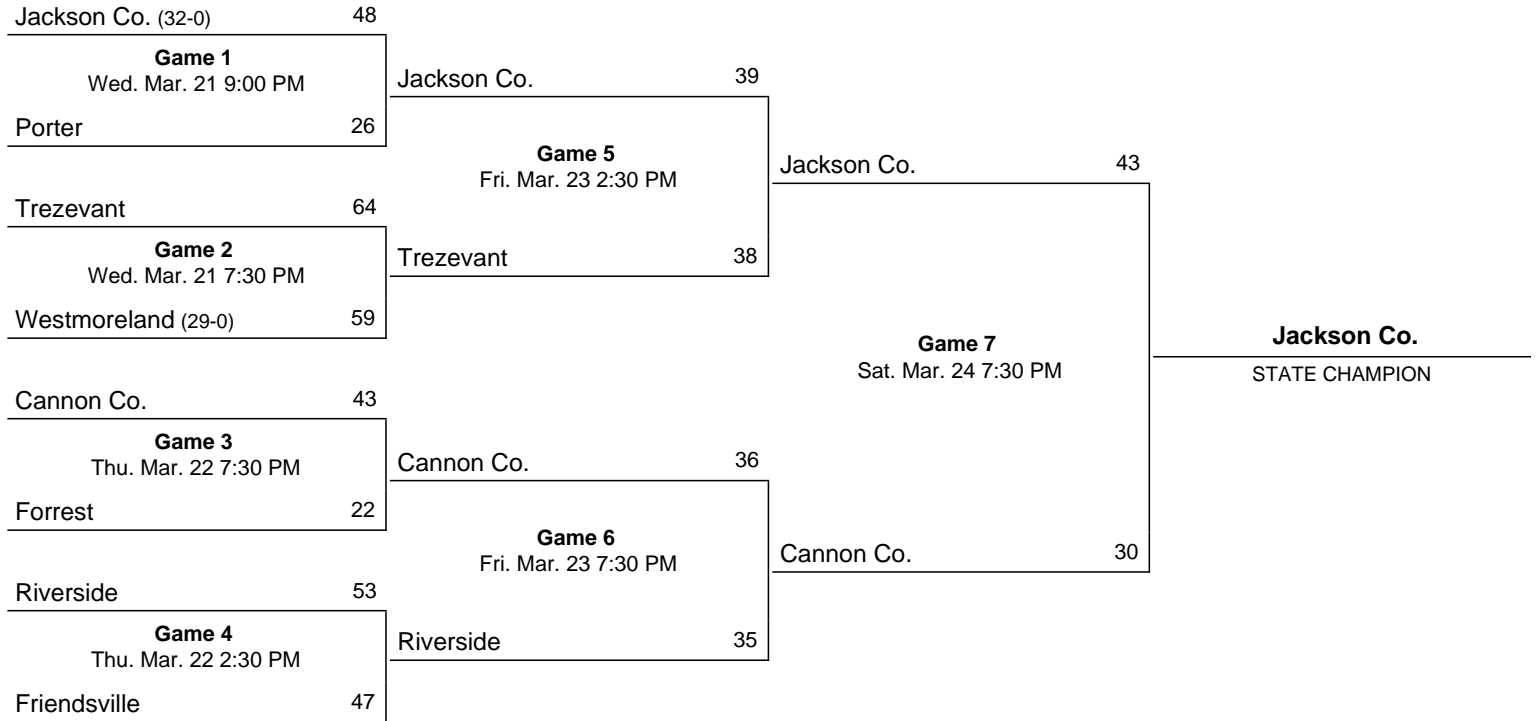 Jackson Co. (32-0) 48
Game 1
Wed. Mar. 21 9:00 PM
Porter 26
Trezevant 64
Game 2
Wed. Mar. 21 7:30 PM
Westmoreland (29-0) 59
Cannon Co. 43
Game 3
Thu. Mar. 22 7:30 PM
Forrest 22
Riverside 53
Game 4
Thu. Mar. 22 2:30 PM
Friendsville 47
Jackson Co. 39
Game 5
Fri. Mar. 23 2:30 PM
Trezevant 38
Cannon Co. 36
Game 6
Fri. Mar. 23 7:30 PM
Riverside 35
Jackson Co. 43
Game 7
Sat. Mar. 24 7:30 PM
Cannon Co. 30
Jackson Co.
STATE CHAMPION